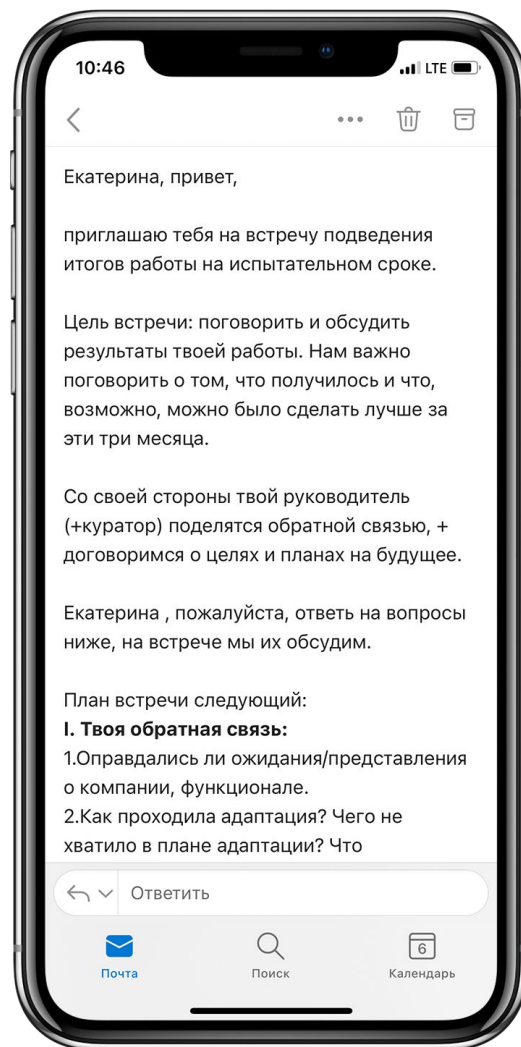 10:46
LTE
Екатерина, привет,
приглашаю тебя на встречу подведения
итогов работы на испытательном сроке.
Цель встречи: поговорить и обсудить
результаты твоей работы. Нам важно
поговорить о том, что получилось и что,
возможно, можно было сделать лучше за
эти три месяца.
Со своей стороны твой руководитель
(+куратор) поделятся обратной связью, +
договоримся о целях и планах на будущее.
Екатерина , пожалуйста, ответь на вопросы
ниже, на встрече мы их обсудим.
План встречи следующий:
I. Твоя обратная связь:
1.Оправдались ли ожидания/представления
о компании, функционале.
2.Как проходила адаптация? Чего не
хватило в плане адаптации? Что
Ответить
6
Почта Поиск Календарь